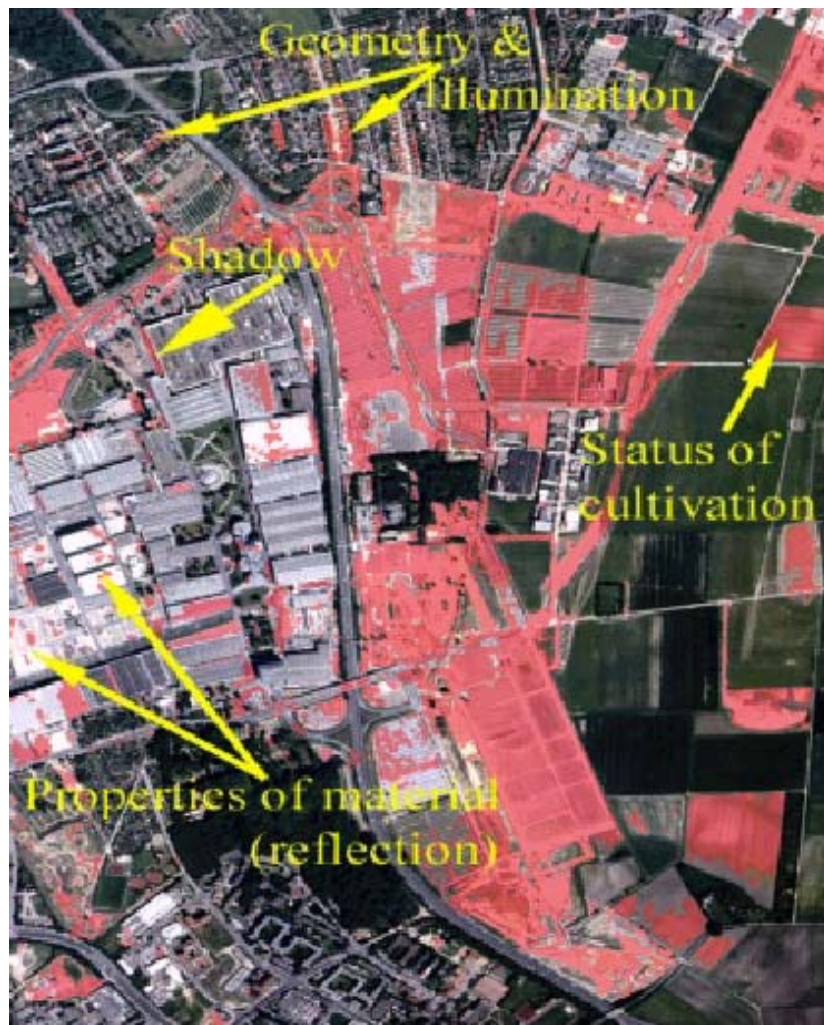 Geometry &
Illumination
Shadow
Status of
cultivation
Properties of material
(reflection)